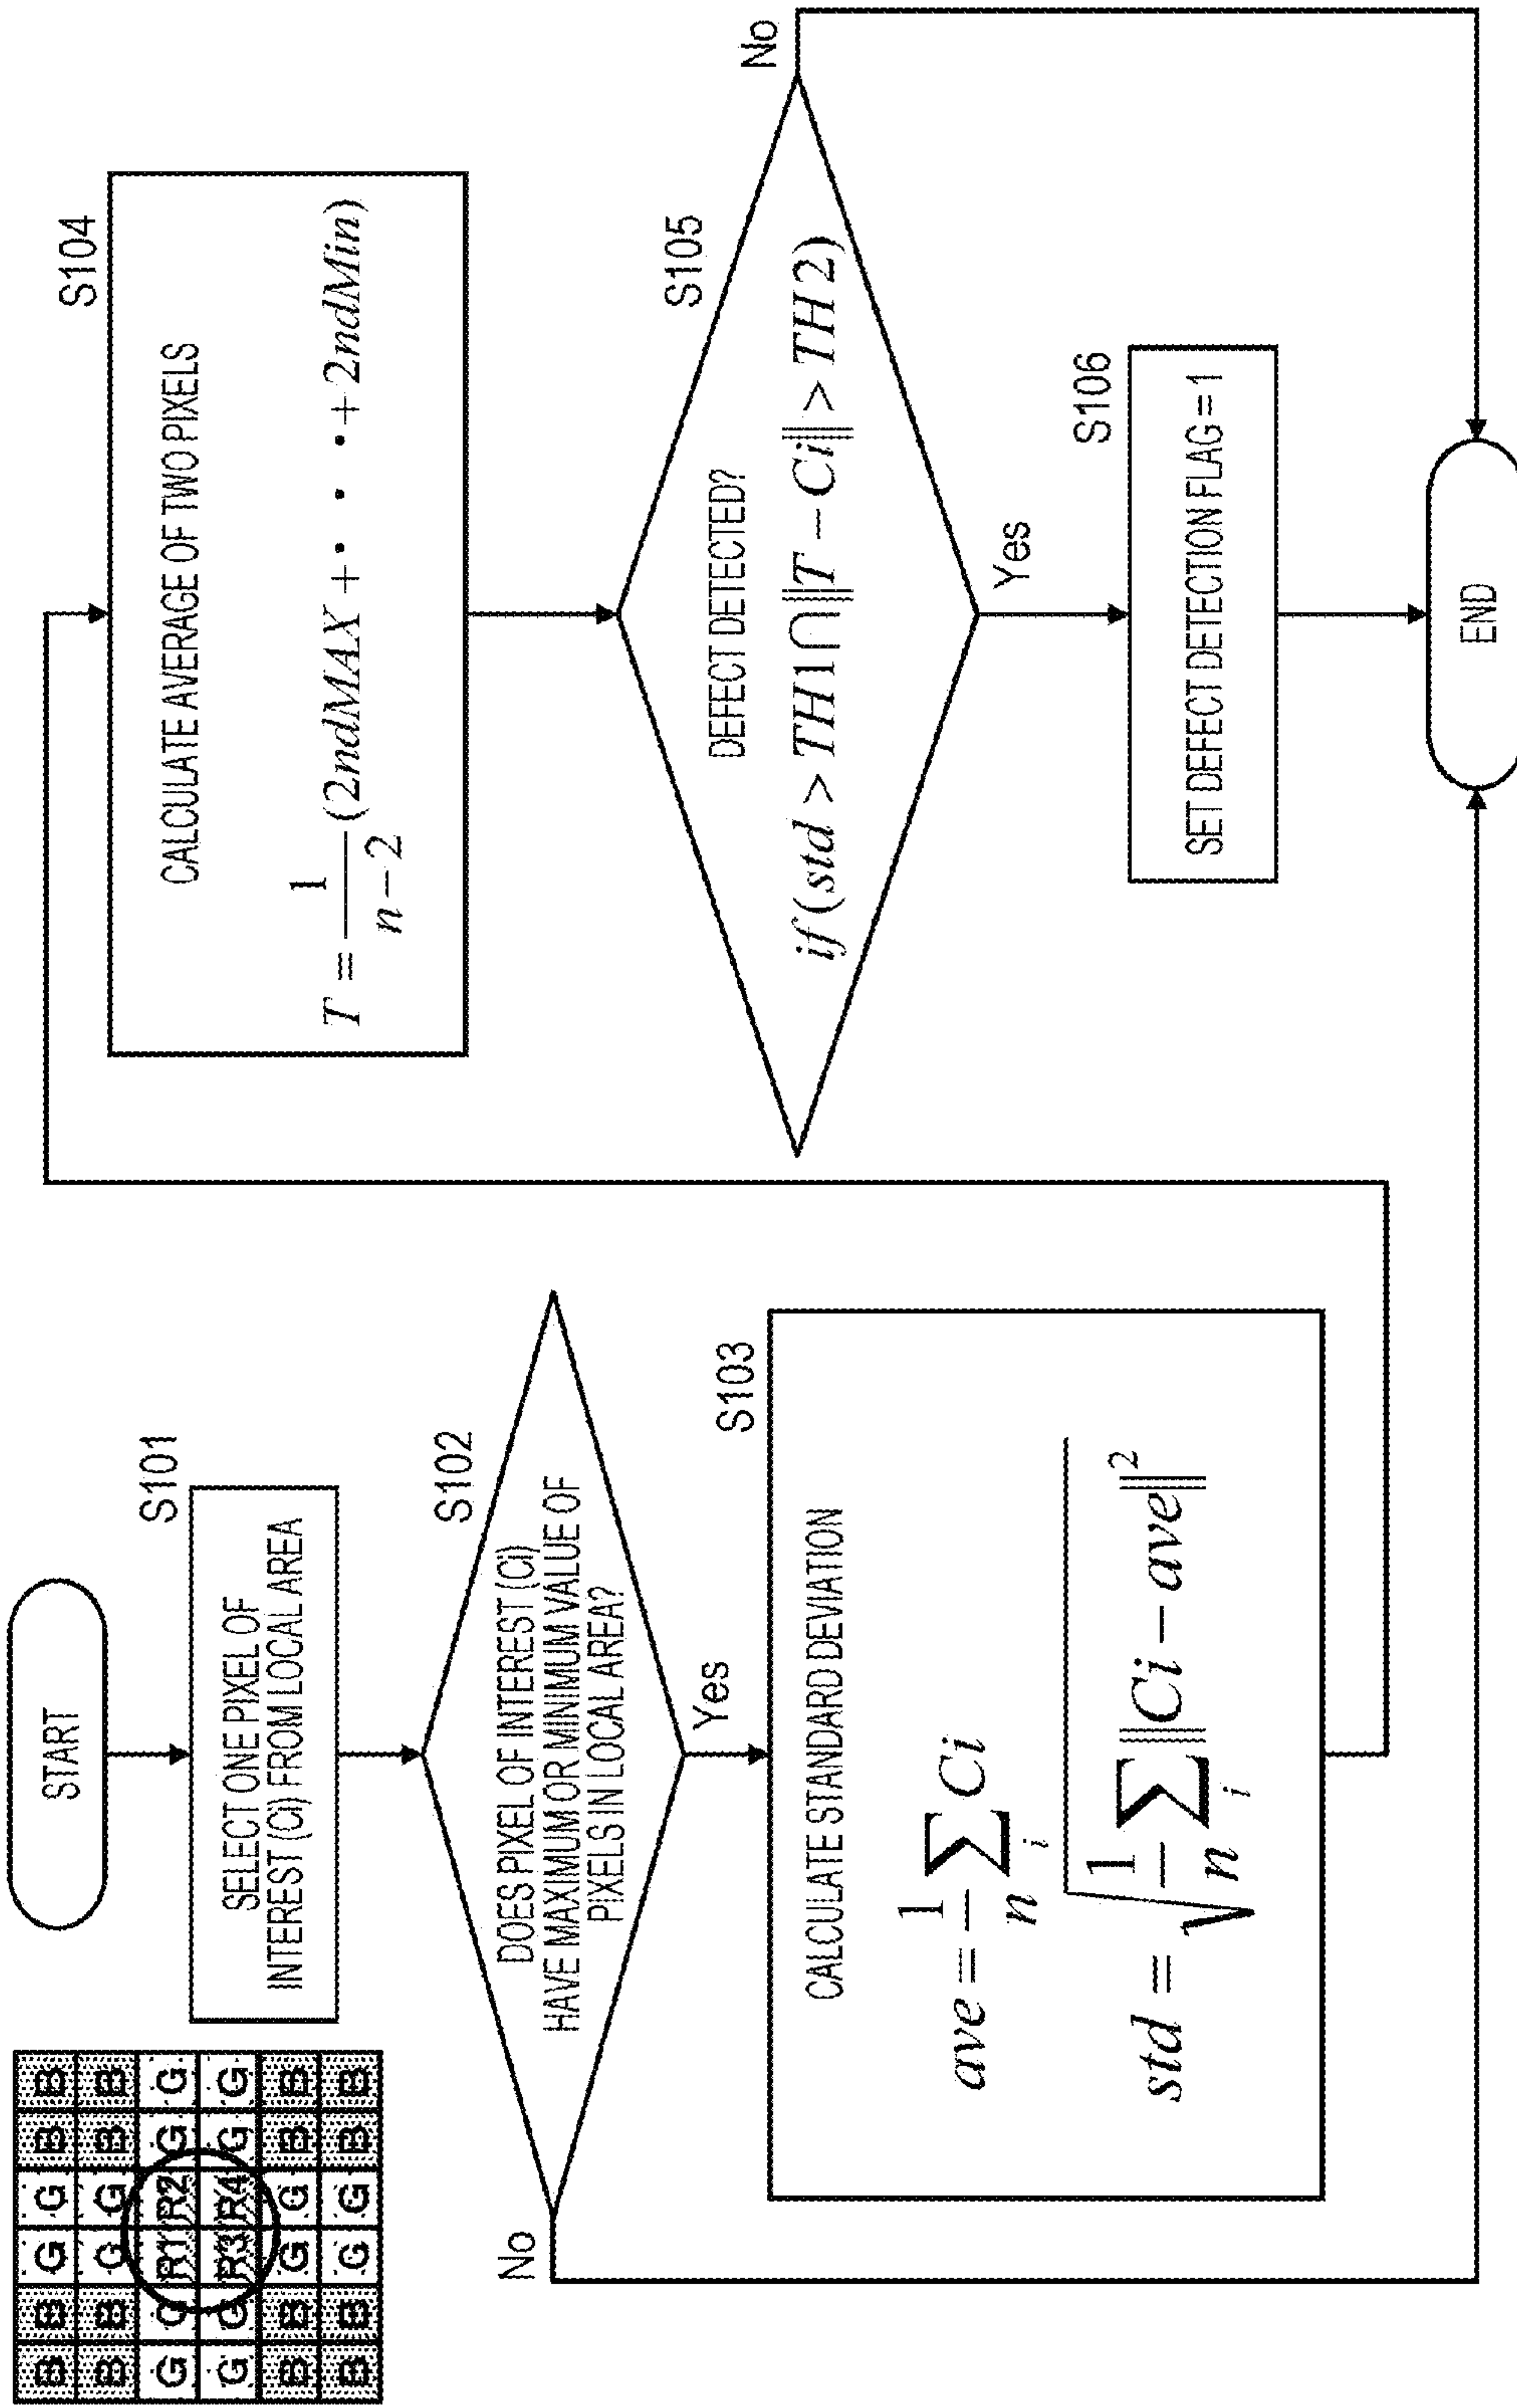 B B G G B B
B B G G B B
G G R1 R2 G G
G G R3 R4 G G
B B G G B B
B B G G B B
START
S101
SELECT ONE PIXEL OF
INTEREST (Ci) FROM LOCAL AREA
S102
DOES PIXEL OF INTEREST (Ci)
HAVE MAXIMUM OR MINIMUM VALUE OF
PIXELS IN LOCAL AREA?
No
Yes
S103
CALCULATE STANDARD DEVIATION
ave = 1/n ∑i Ci
std = √(1/n ∑i ‖Ci − ave‖²)
S104
CALCULATE AVERAGE OF TWO PIXELS
T = 1/(n−2) (2ndMAX + • • • + 2ndMin)
S105
DEFECT DETECTED?
if (std > TH1 ∩ ‖T − Ci‖ > TH2)
No
Yes
S106
SET DEFECT DETECTION FLAG = 1
END